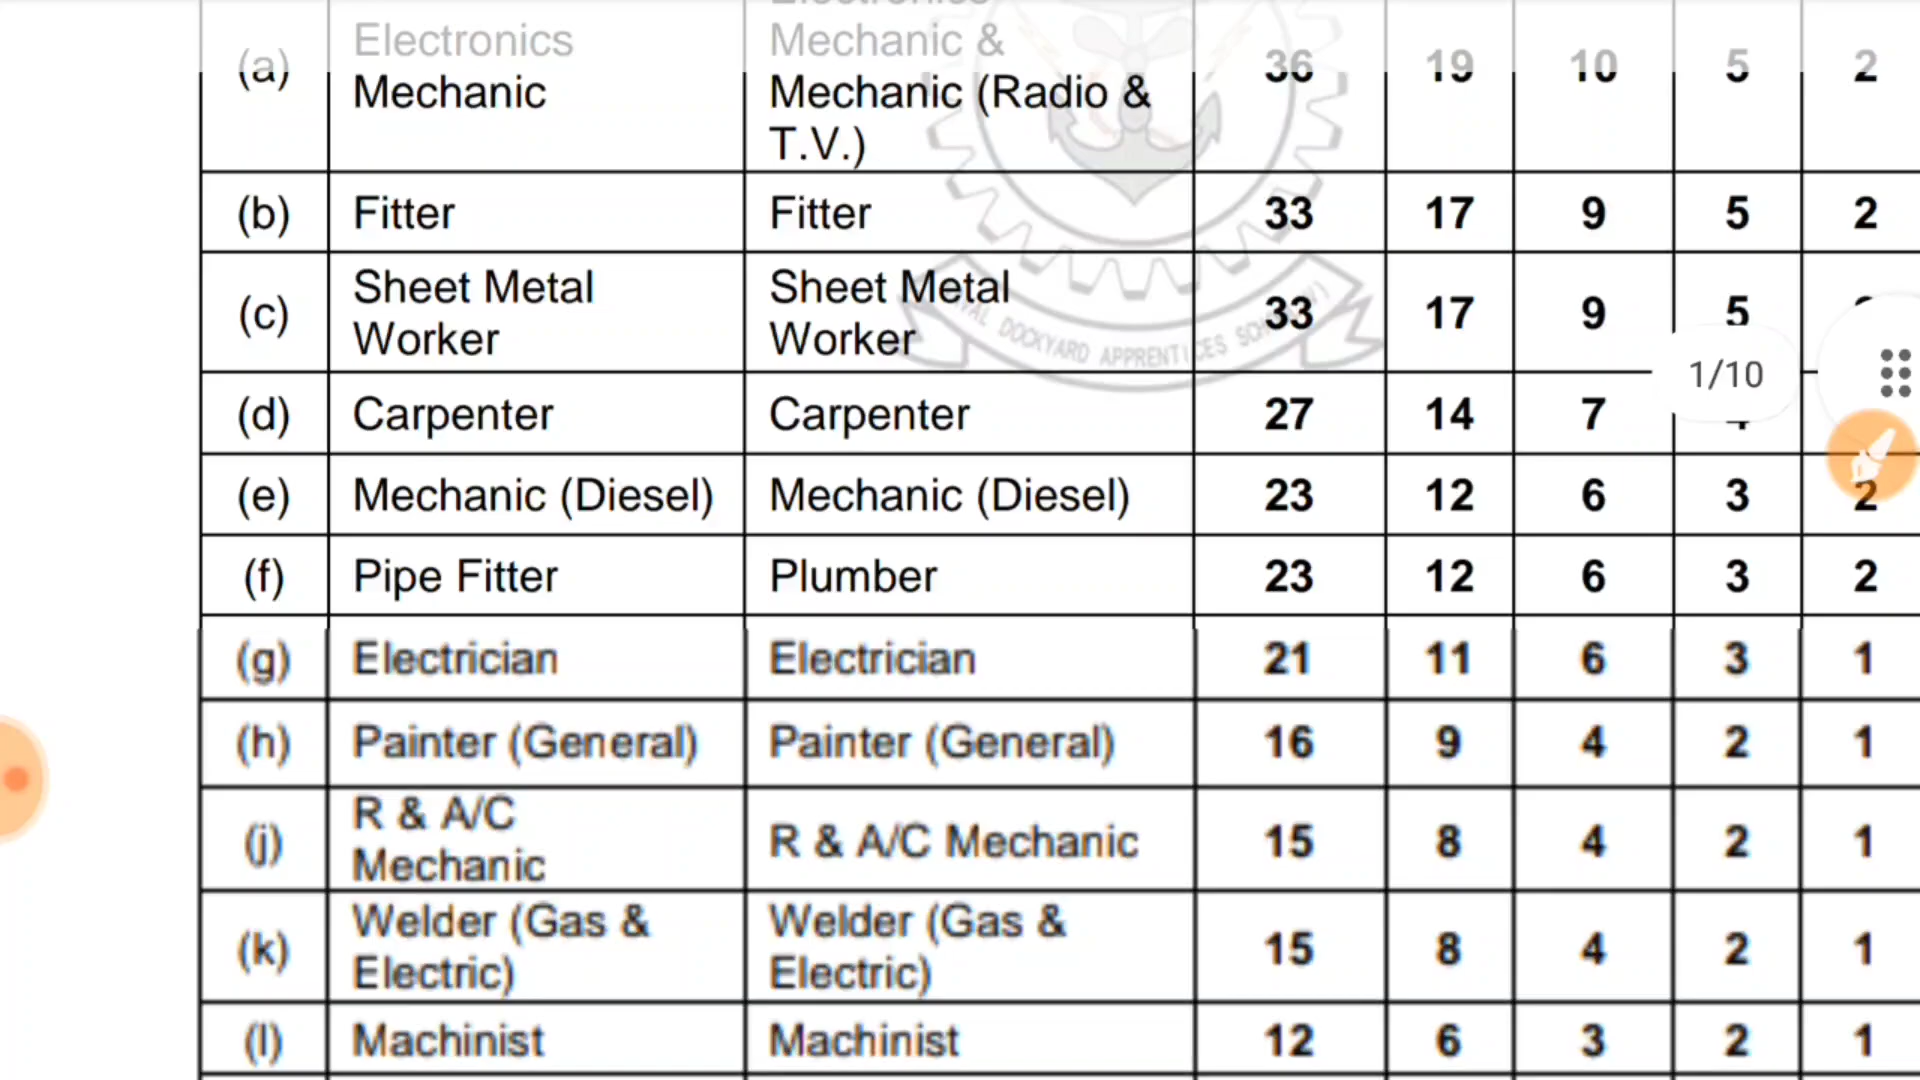 Electronics
Mechanic &
(a) Electronics Mechanic Mechanic (Radio & T.V.) 36 19 10 5 2
(b) Fitter Fitter 33 17 9 5 2
(c) Sheet Metal Worker Sheet Metal Worker 33 17 9 5
DOCKYARD APPRENTICES
1/10
(d) Carpenter Carpenter 27 14 7
(e) Mechanic (Diesel) Mechanic (Diesel) 23 12 6 3 2
(f) Pipe Fitter Plumber 23 12 6 3 2
(g) Electrician Electrician 21 11 6 3 1
(h) Painter (General) Painter (General) 16 9 4 2 1
(j) R & A/C Mechanic R & A/C Mechanic 15 8 4 2 1
(k) Welder (Gas & Electric) Welder (Gas & Electric) 15 8 4 2 1
(l) Machinist Machinist 12 6 3 2 1